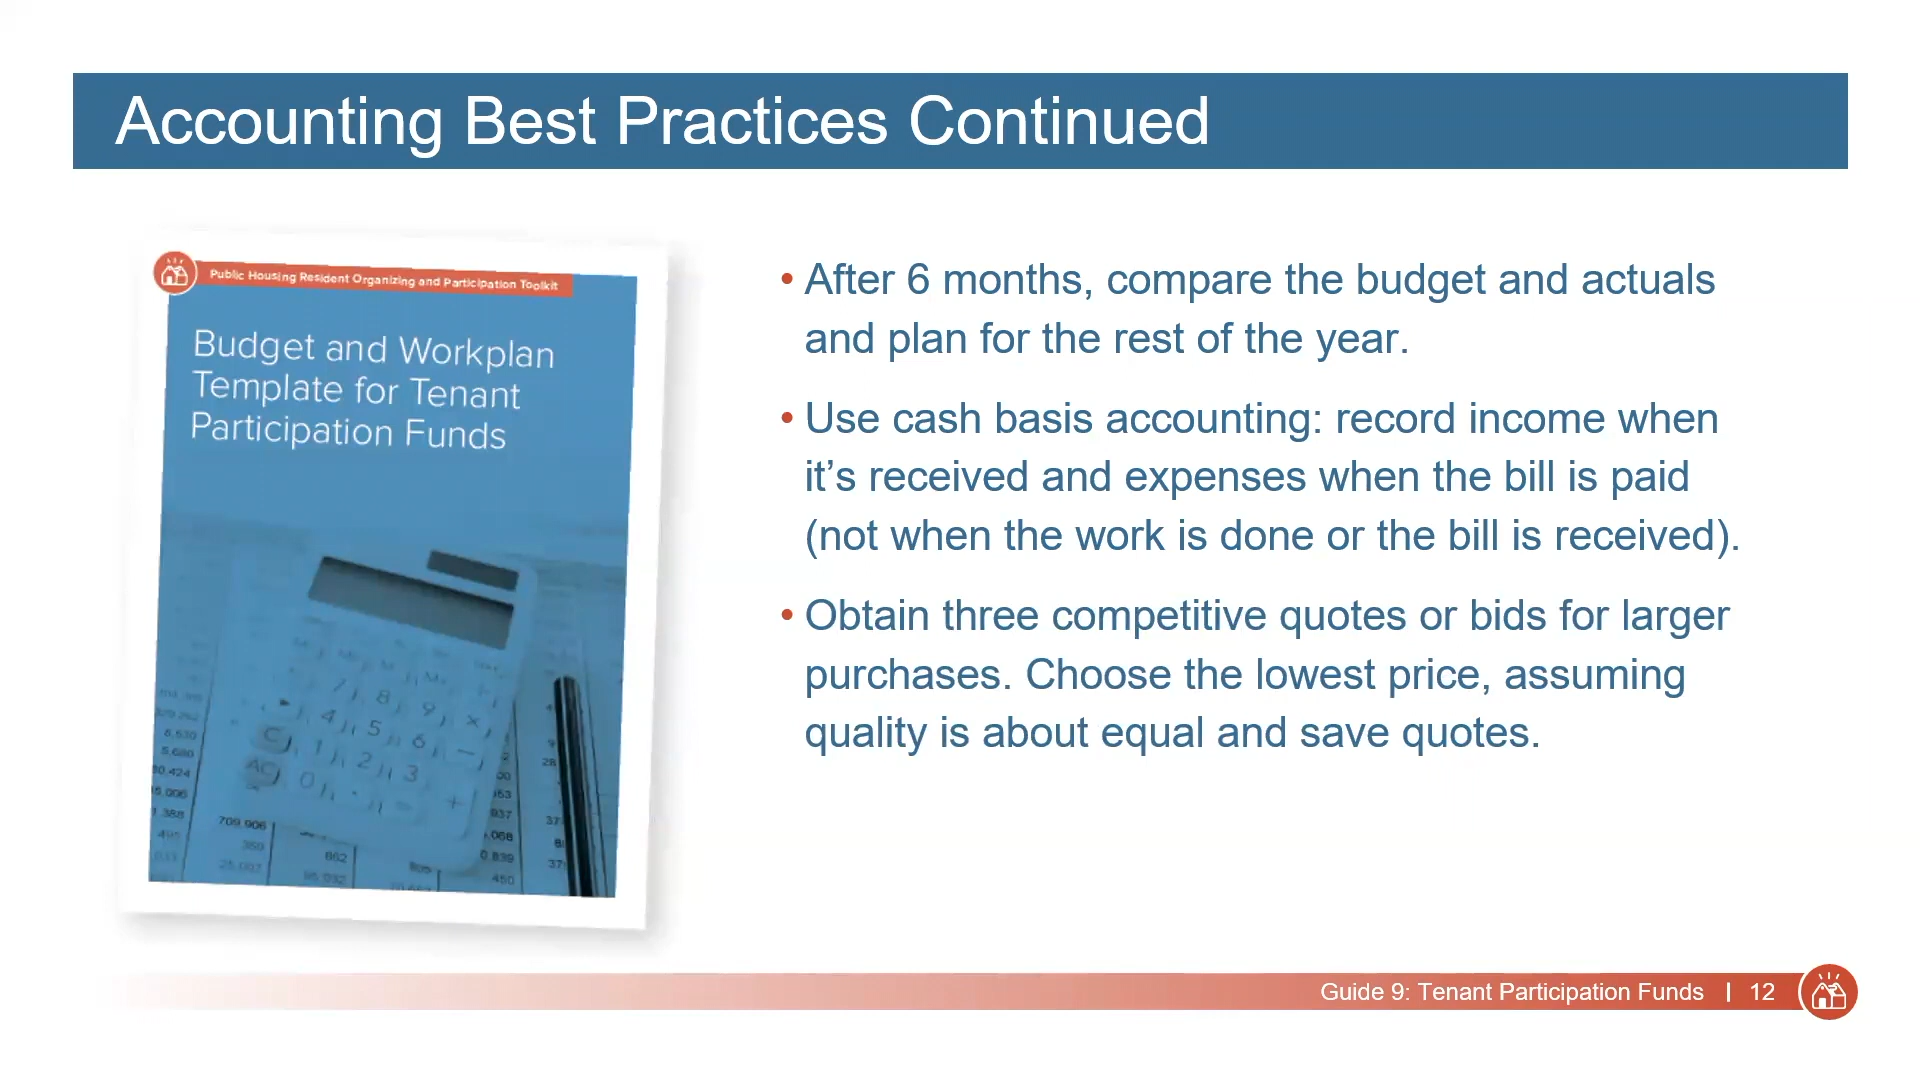 Accounting Best Practices Continued
Public Housing Resident Organizing and Participation Toolkit
Budget and Workplan
Template for Tenant
Participation Funds
• After 6 months, compare the budget and actuals
and plan for the rest of the year.
• Use cash basis accounting: record income when
it’s received and expenses when the bill is paid
(not when the work is done or the bill is received).
• Obtain three competitive quotes or bids for larger
purchases. Choose the lowest price, assuming
quality is about equal and save quotes.
709.906
Guide 9: Tenant Participation Funds | 12